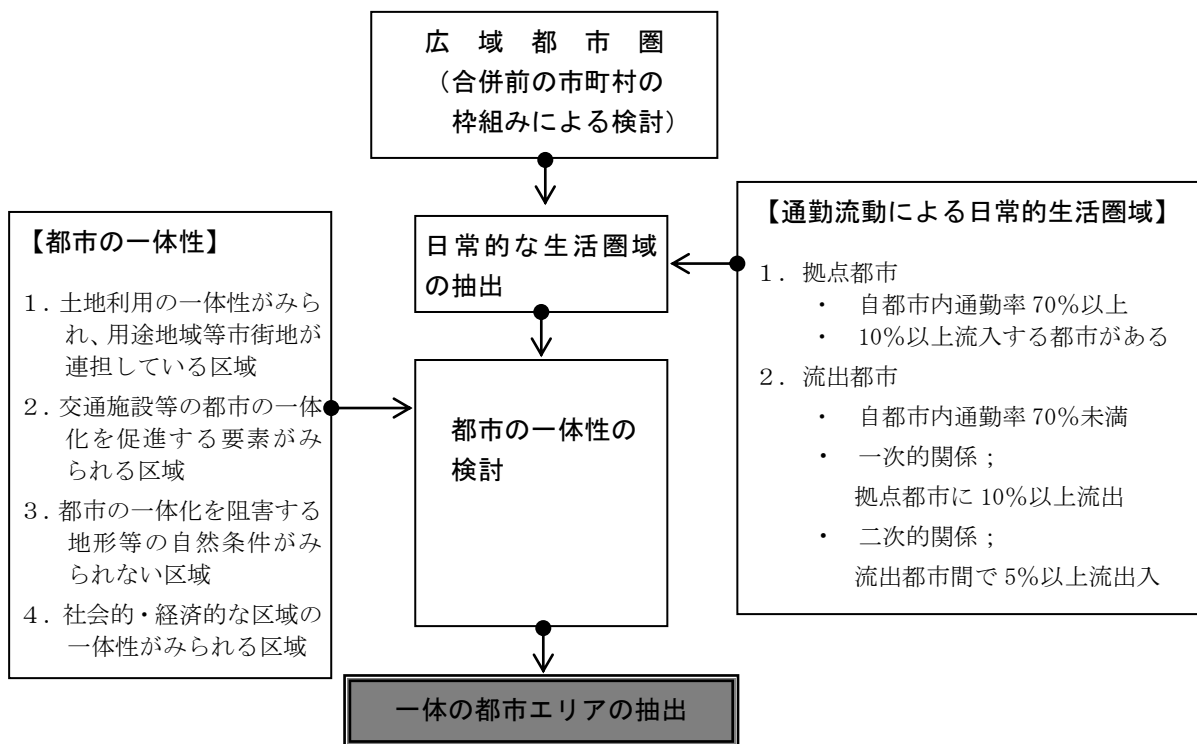 広域都市圏
（合併前の市町村の
枠組みによる検討）
日常的な生活圏域
の抽出
都市の一体性の
検討
一体の都市エリアの抽出
【都市の一体性】
１．土地利用の一体性がみら
れ、用途地域等市街地が
連担している区域
２．交通施設等の都市の一体
化を促進する要素がみ
られる区域
３．都市の一体化を阻害する
地形等の自然条件がみ
られない区域
４．社会的・経済的な区域の
一体性がみられる区域
【通勤流動による日常的生活圏域】
１．拠点都市
・ 自都市内通勤率 70％以上
・ 10％以上流入する都市がある
２．流出都市
・ 自都市内通勤率 70％未満
・ 一次的関係；
拠点都市に 10％以上流出
・ 二次的関係；
流出都市間で 5％以上流出入